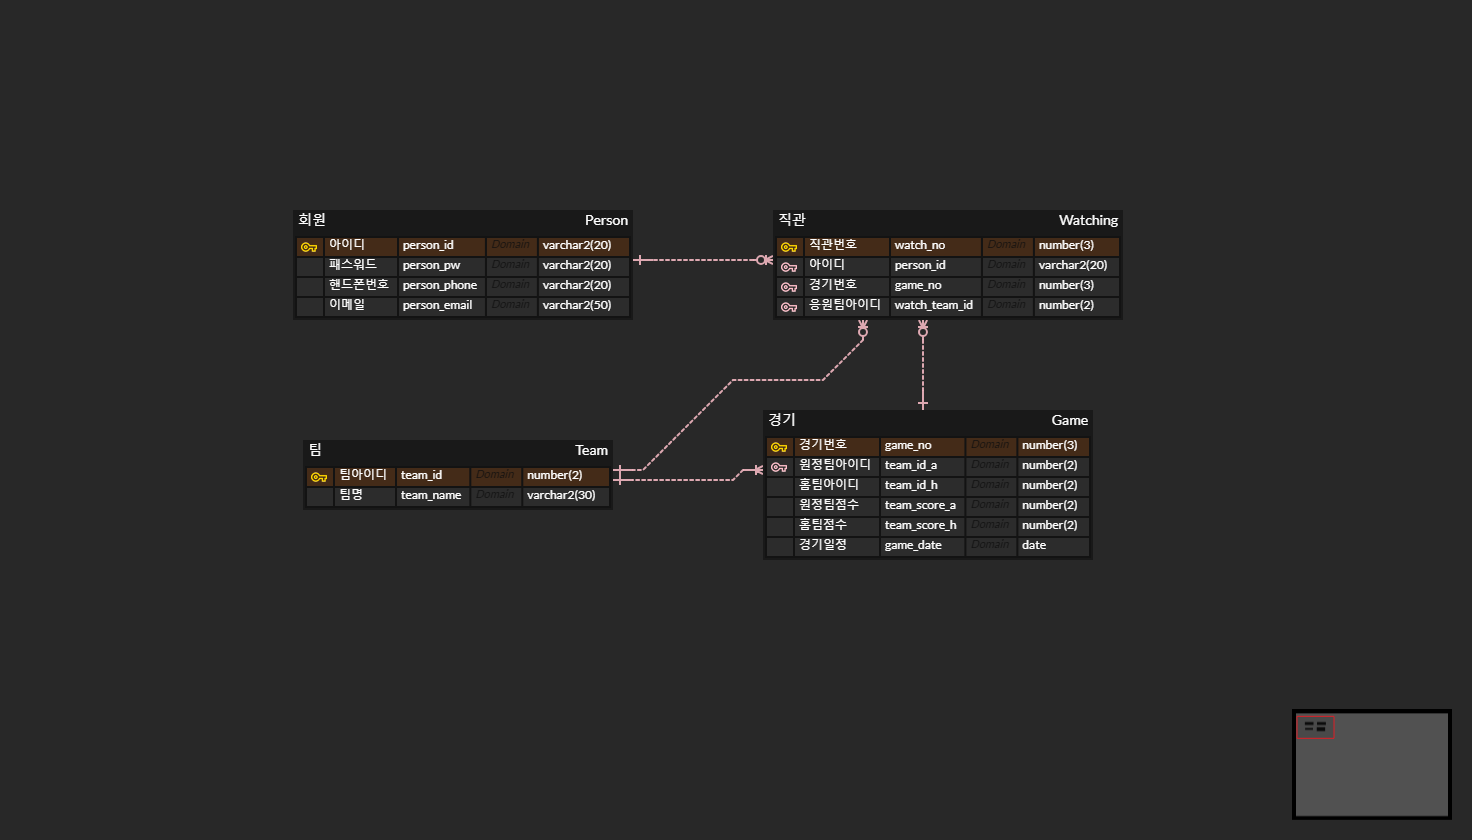 회원 Person
아이디 person_id Domain varchar2(20)
패스워드 person_pw Domain varchar2(20)
핸드폰번호 person_phone Domain varchar2(20)
이메일 person_email Domain varchar2(50)
직관 Watching
직관번호 watch_no Domain number(3)
아이디 person_id Domain varchar2(20)
경기번호 game_no Domain number(3)
응원팀아이디 watch_team_id Domain number(2)
팀 Team
팀아이디 team_id Domain number(2)
팀명 team_name Domain varchar2(30)
경기 Game
경기번호 game_no Domain number(3)
원정팀아이디 team_id_a Domain number(2)
홈팀아이디 team_id_h Domain number(2)
원정팀점수 team_score_a Domain number(2)
홈팀점수 team_score_h Domain number(2)
경기일정 game_date Domain date